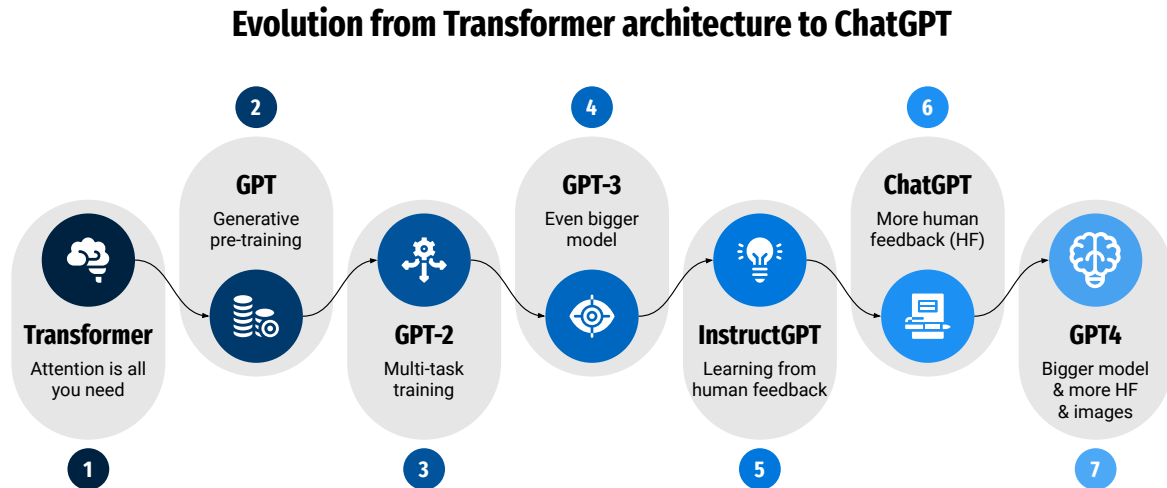 Evolution from Transformer architecture to ChatGPT
1
Transformer
Attention is all
you need
2
GPT
Generative
pre-training
3
GPT-2
Multi-task
training
4
GPT-3
Even bigger
model
5
InstructGPT
Learning from
human feedback
6
ChatGPT
More human
feedback (HF)
7
GPT4
Bigger model
& more HF
& images